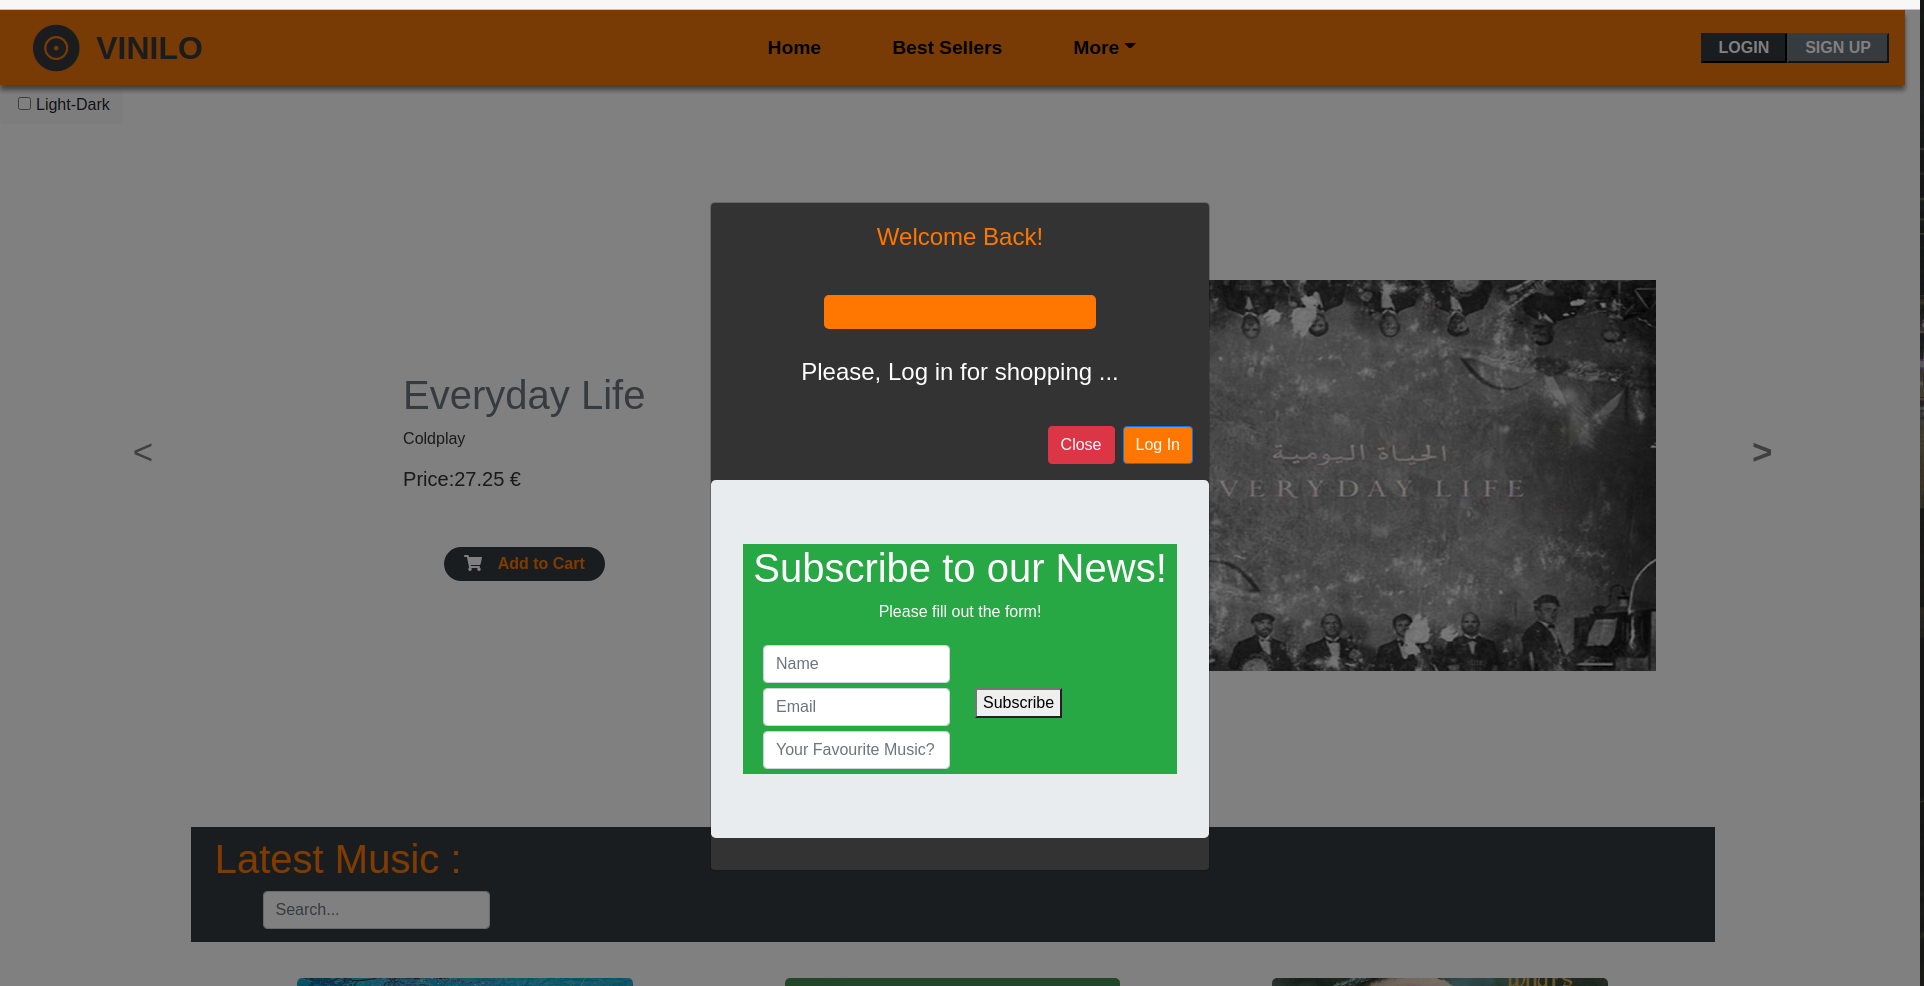 VINILO
Home
Best Sellers
More
LOGIN
SIGN UP
Light-Dark
Welcome Back!
Please, Log in for shopping ...
Close
Log In
Everyday Life
Coldplay
Price:27.25 €
Add to Cart
<
>
الحياة اليومية
VERYDAY LIFE
Subscribe to our News!
Please fill out the form!
Name
Email
Your Favourite Music?
Subscribe
Latest Music :
Search...